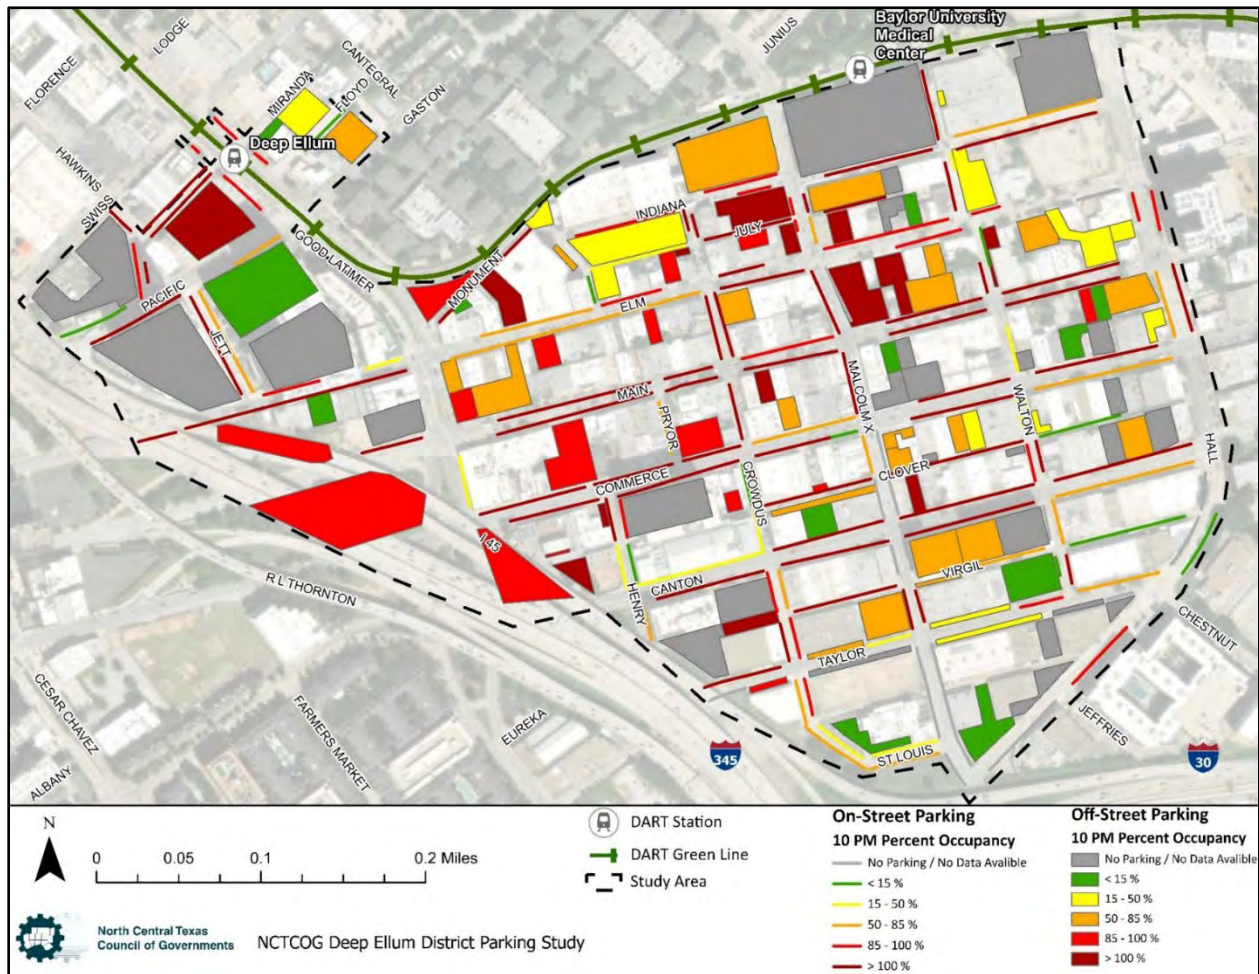 Baylor University
Medical
Center
LODGE
FLORENCE
CANTEGRAL
JUNIUS
MIRANDA
FLOYD
GASTON
Deep Ellum
HAWKINS
SWISS
INDIANA
JULY
GOOD LATIMER
MONUMENT
PACIFIC
ELM
JETT
MAIN
PRYOR
MALCOLM X
WALTON
HALL
COMMERCE
CROWDUS
CLOVER
I 45
R L THORNTON
HENRY
CANTON
VIRGIL
CHESTNUT
TAYLOR
CESAR CHAVEZ
FARMERS MARKET
EUREKA
JEFFRIES
ST LOUIS
ALBANY
345
30
N
0 0.05 0.1 0.2 Miles
DART Station
DART Green Line
Study Area
On-Street Parking
10 PM Percent Occupancy
No Parking / No Data Avalible
< 15 %
15 - 50 %
50 - 85 %
85 - 100 %
> 100 %
Off-Street Parking
10 PM Percent Occupancy
No Parking / No Data Avalible
< 15 %
15 - 50 %
50 - 85 %
85 - 100 %
> 100 %
North Central Texas
Council of Governments
NCTCOG Deep Ellum District Parking Study